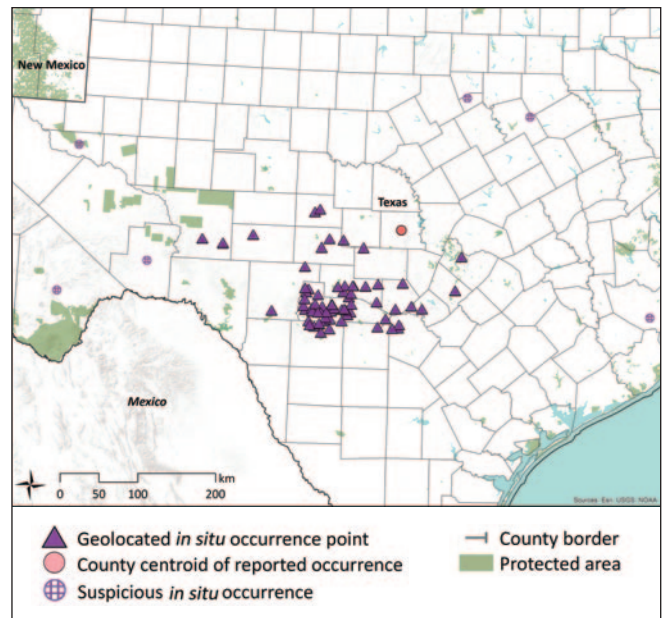 New Mexico
Texas
Mexico
km
0 50 100 200
Sources: Esri USGS NOAA
Geolocated in situ occurrence point
County centroid of reported occurrence
Suspicious in situ occurrence
County border
Protected area